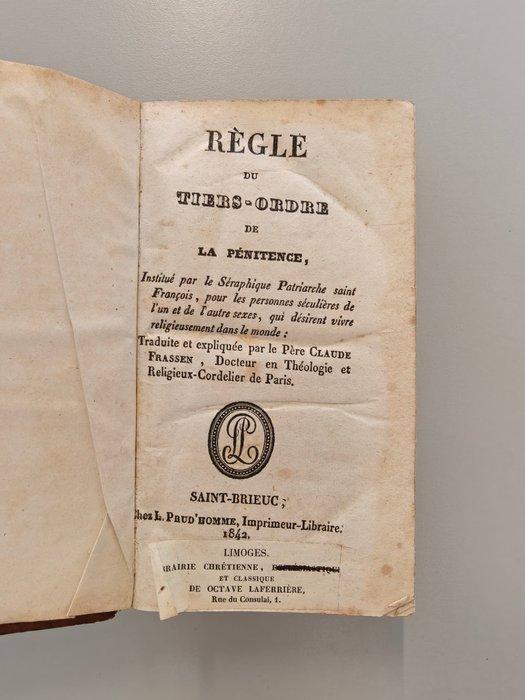 RÈGLE
DU
TIERS-ORDRE
DE
LA PÉNITENCE,
Institué par le Séraphique Patriarche saint
François, pour les personnes séculières de
l'un et de l'autre sexes, qui désirent vivre
religieusement dans le monde :
Traduite et expliquée par le Père CLAUDE
FRASSEN, Docteur en Théologie et
Religieux-Cordelier de Paris.
PL
SAINT-BRIEUC,
Chez L. PRUD'HOMME, Imprimeur-Libraire.
1842.
LIMOGES.
RAIRIE CHRÉTIENNE,
ET CLASSIQUE
DE OCTAVE LAFERRIÈRE,
Rue du Consulat, 1.